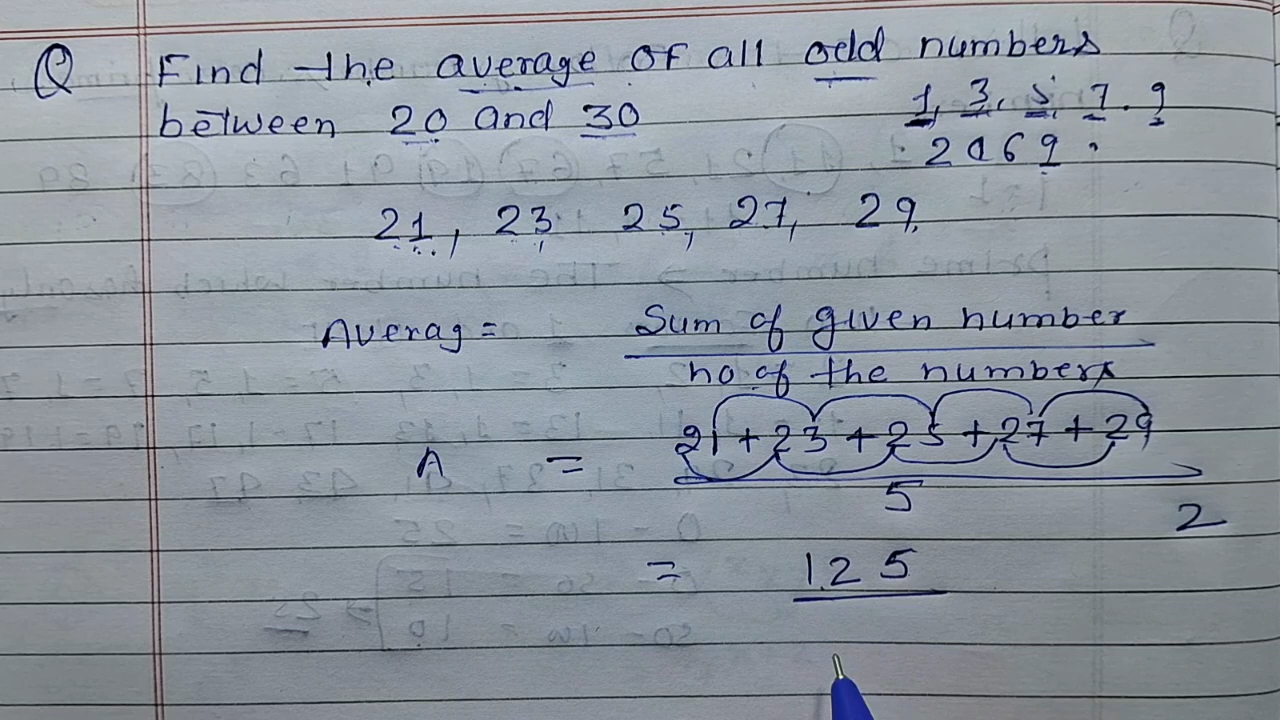 Q Find the average of all odd numbers
between 20 and 30
1, 3, 5, 7, 9
2 0 6 9
21, 23 25, 27, 29
Averag = Sum of given number
no of the numbers
A = 21 + 23 + 25 + 27 + 29
5
2
= 125